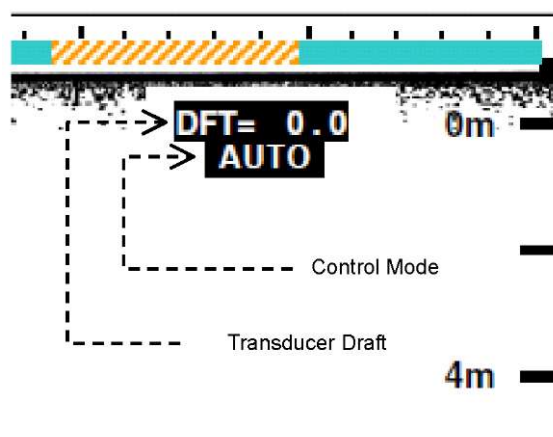 DFT= 0.0
0m
AUTO
Control Mode
Transducer Draft
4m